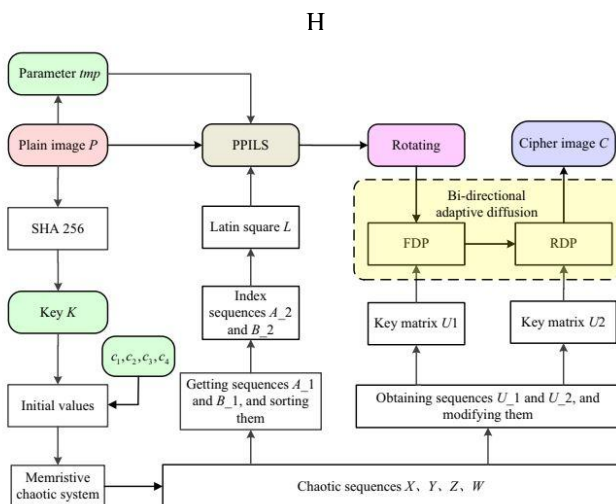 H
Parameter tmp
Plain image P
PPILS
Rotating
Cipher image C
Bi-directional
adaptive diffusion
SHA 256
Latin square L
FDP
RDP
Key K
Index
sequences A_2
and B_2
Key matrix U1
Key matrix U2
c₁,c₂,c₃,c₄
Initial values
Getting sequences A_1
and B_1, and sorting
them
Obtaining sequences U_1 and U_2, and
modifying them
Memristive
chaotic system
Chaotic sequences X、Y、Z、W